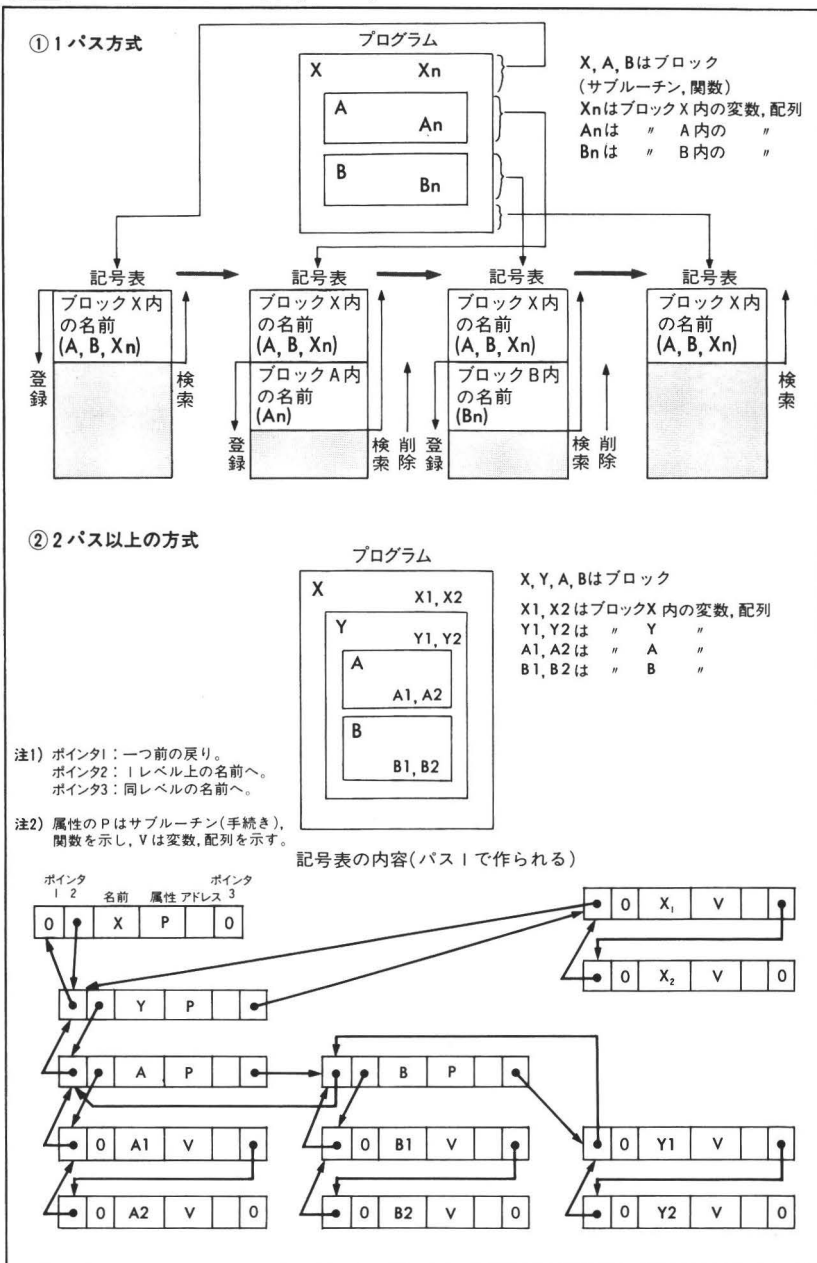 ①1パス方式
プログラム
X Xn
A
An
B
Bn
X, A, Bはブロック
(サブルーチン, 関数)
XnはブロックX内の変数, 配列
Anは 〃 A内の 〃
Bnは 〃 B内の 〃
記号表
ブロックX内
の名前
(A, B, Xn)
登録
検索
記号表
ブロックX内
の名前
(A, B, Xn)
ブロックA内
の名前
(An)
登録
検索
削除
記号表
ブロックX内
の名前
(A, B, Xn)
ブロックB内
の名前
(Bn)
登録
検索
削除
記号表
ブロックX内
の名前
(A, B, Xn)
検索
②2パス以上の方式
プログラム
X
X1, X2
Y
Y1, Y2
A
A1, A2
B
B1, B2
X, Y, A, Bはブロック
X1, X2はブロックX内の変数, 配列
Y1, Y2は 〃 Y 〃
A1, A2は 〃 A 〃
B1, B2は 〃 B 〃
注1) ポインタ1:一つ前の戻り。
ポインタ2:1レベル上の名前へ。
ポインタ3:同レベルの名前へ。
注2) 属性のPはサブルーチン(手続き),
関数を示し, Vは変数, 配列を示す。
記号表の内容(パス1で作られる)
ポインタ ポインタ
1 2 名前 属性 アドレス 3
0 X P 0
0 X₁ V
0 X₂ V 0
Y P
A P
B P
0 A1 V
0 B1 V
0 Y1 V
0 A2 V 0
0 B2 V 0
0 Y2 V 0